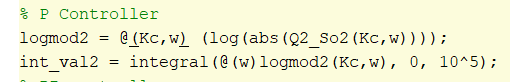 % P Controller
logmod2 = @(Kc,w) (log(abs(Q2_So2(Kc,w))));
int_val2 = integral(@(w)logmod2(Kc,w), 0, 10^5);